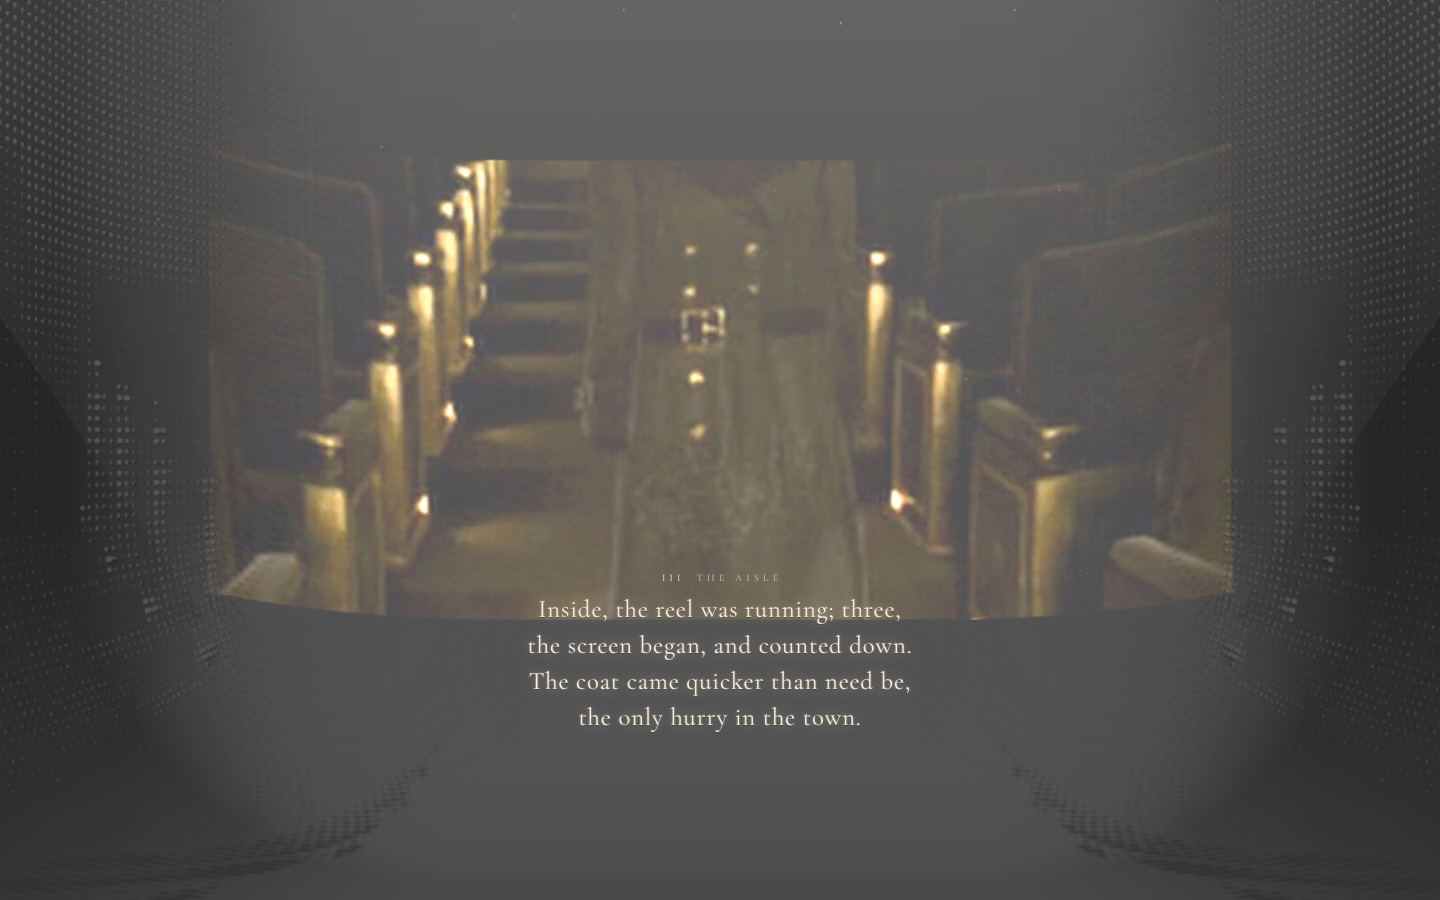 III THE AISLE
Inside, the reel was running; three,
the screen began, and counted down.
The coat came quicker than need be,
the only hurry in the town.